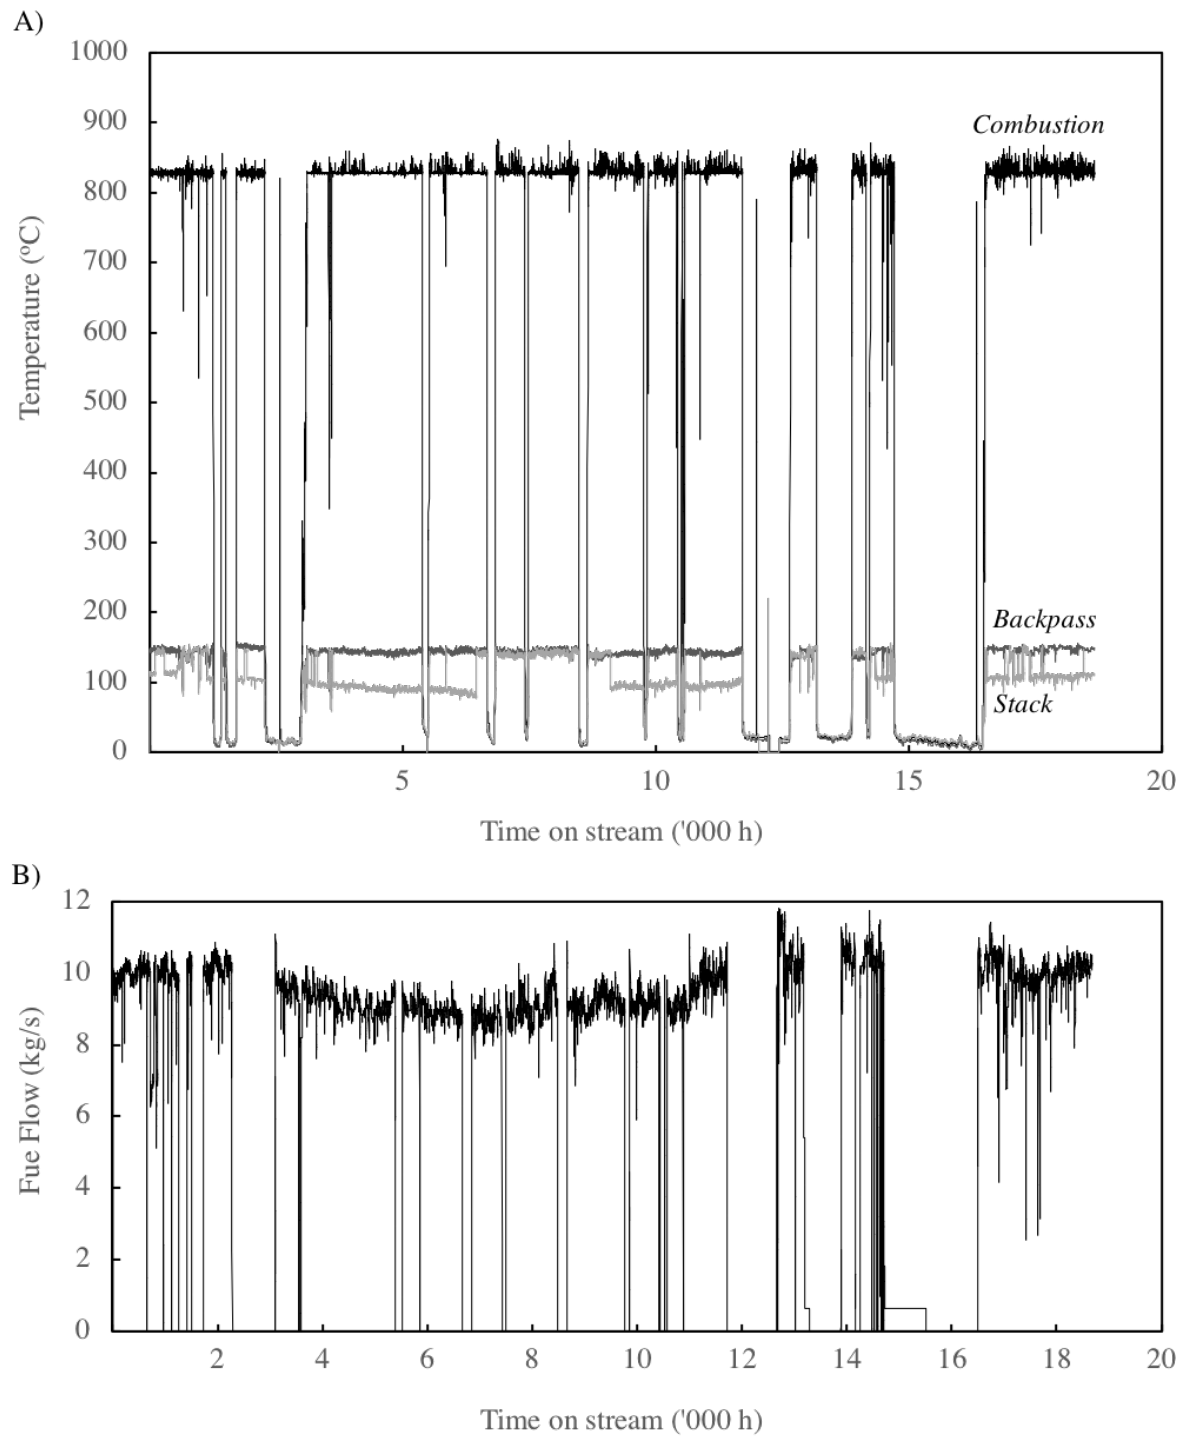 A)
1000
900
Combustion
800
700
600
500
400
300
200
Backpass
100
Stack
0
5 10 15 20
Temperature (ºC)
Time on stream ('000 h)
B)
12
10
8
6
4
2
0
2 4 6 8 10 12 14 16 18 20
Fue Flow (kg/s)
Time on stream ('000 h)